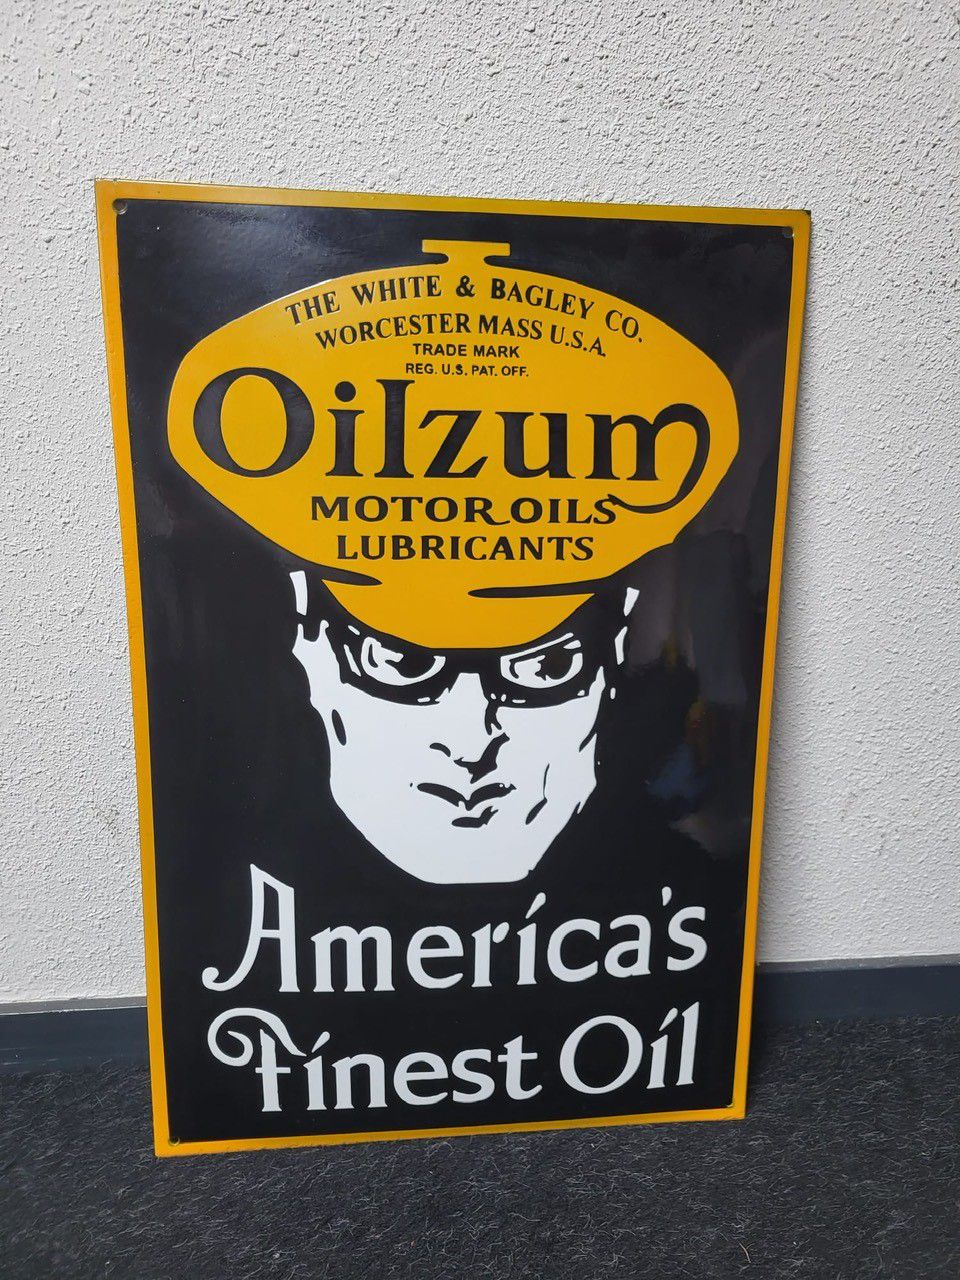 THE WHITE & BAGLEY CO.
WORCESTER MASS U.S.A.
TRADE MARK
REG. U.S. PAT. OFF.
Oilzum
MOTOR OILS
LUBRICANTS
America's
Finest Oil